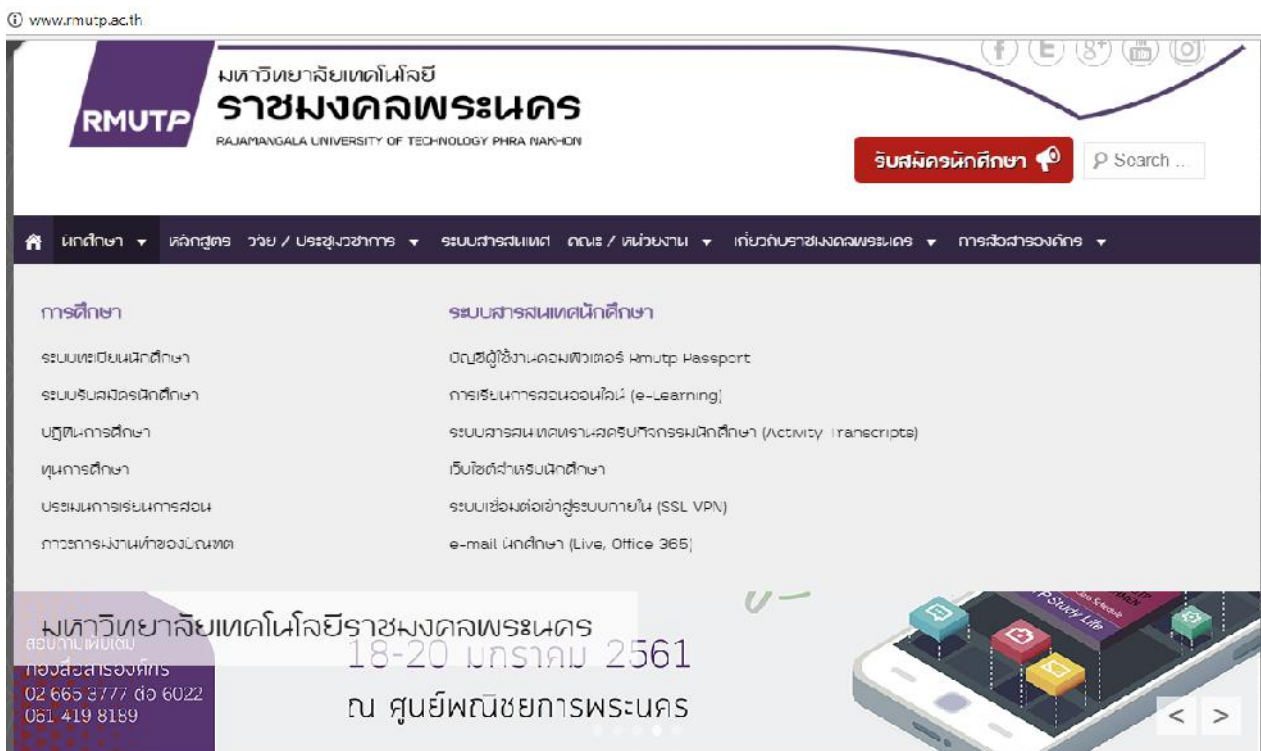 www.rmutp.ac.th
RMUTP
มหาวิทยาลัยเทคโนโลยี
ราชมงคลพระนคร
RAJAMANGALA UNIVERSITY OF TECHNOLOGY PHRA NAKHON
รับสมัครนักศึกษา
Search ...
นักศึกษา หลักสูตร วิจัย / ประชุมวิชาการ ระบบสารสนเทศ คณะ / หน่วยงาน เกี่ยวกับราชมงคลพระนคร การสื่อสารองค์กร
การศึกษา
ระบบทะเบียนนักศึกษา
ระบบรับสมัครนักศึกษา
ปฏิทินการศึกษา
ทุนการศึกษา
ประเมินการเรียนการสอน
ภาวะการมีงานทำของบัณฑิต
ระบบสารสนเทศนักศึกษา
บัญชีผู้ใช้งานคอมพิวเตอร์ Rmutp Passport
การเรียนการสอนออนไลน์ (e-Learning)
ระบบสารสนเทศทรานสคริปกิจกรรมนักศึกษา (Activity Transcripts)
เว็บไซต์สำหรับนักศึกษา
ระบบเชื่อมต่อเข้าสู่ระบบภายใน (SSL VPN)
e-mail นักศึกษา (Live, Office 365)
มหาวิทยาลัยเทคโนโลยีราชมงคลพระนคร
สอบถามเพิ่มเติม
กองสื่อสารองค์กร
02 665 3777 ต่อ 6022
061 419 8189
18-20 มกราคม 2561
ณ ศูนย์พณิชยการพระนคร
Study Life
< >